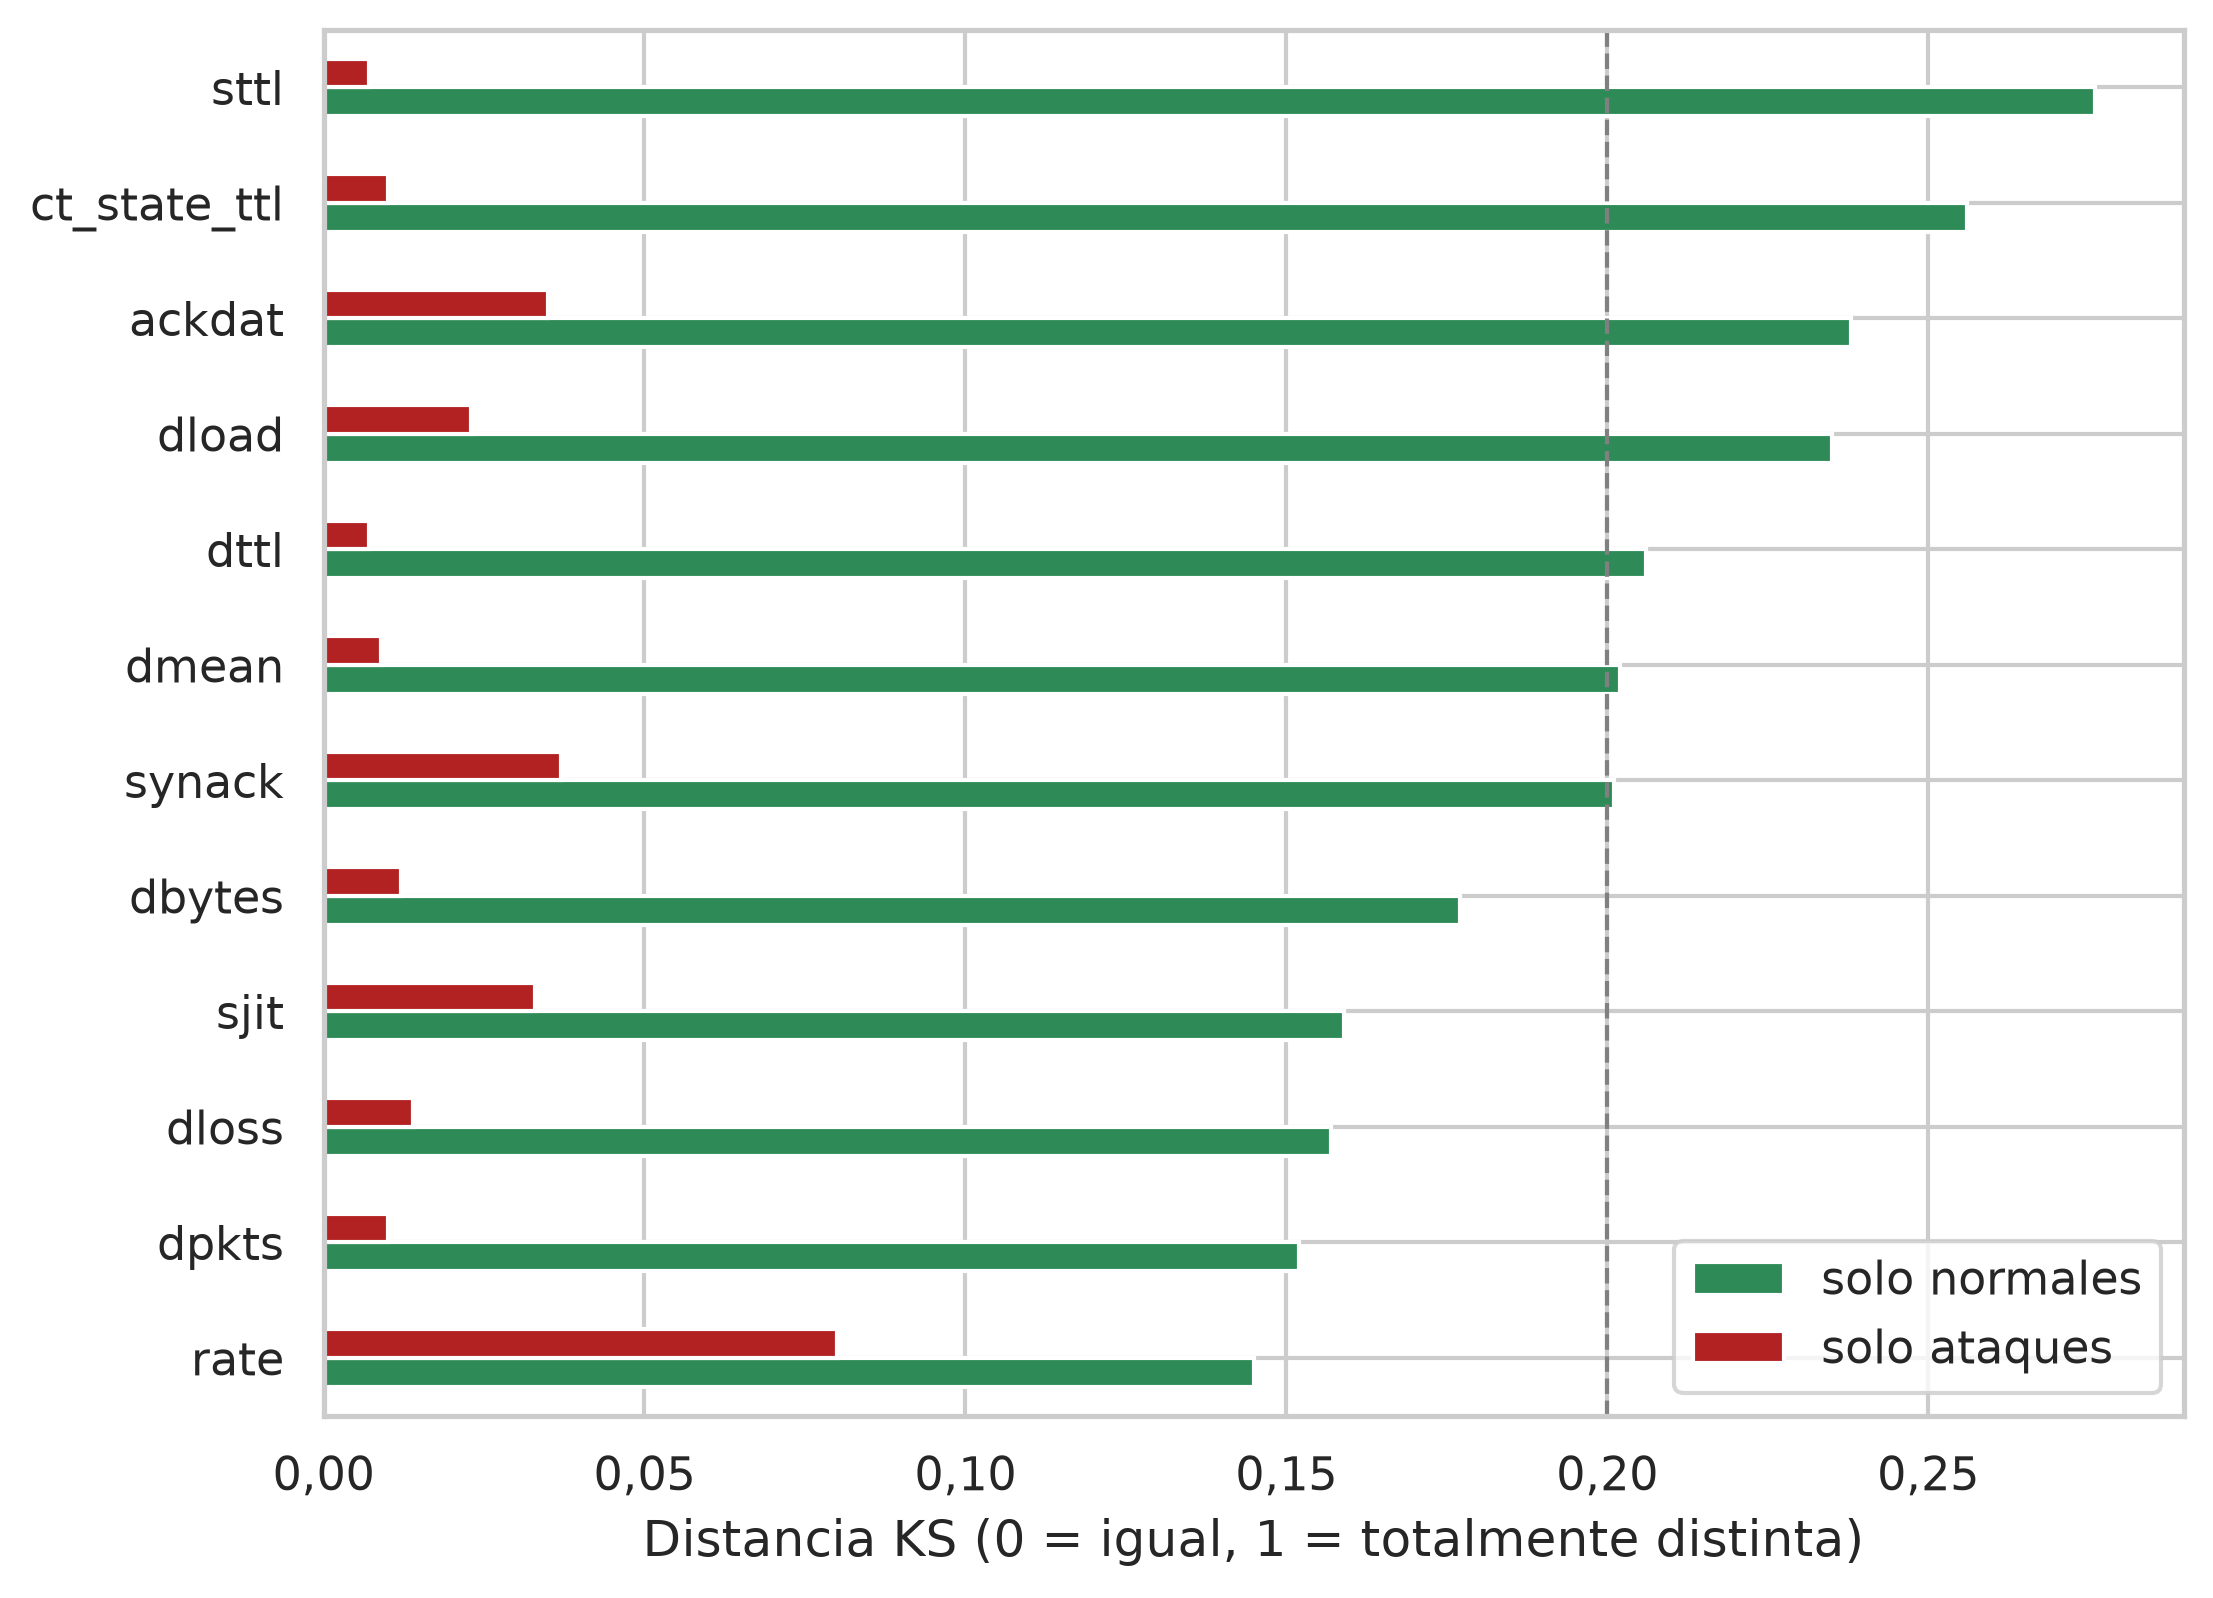 sttl
ct_state_ttl
ackdat
dload
dttl
dmean
synack
dbytes
sjit
dloss
dpkts
rate
solo normales
solo ataques
0,00 0,05 0,10 0,15 0,20 0,25
Distancia KS (0 = igual, 1 = totalmente distinta)